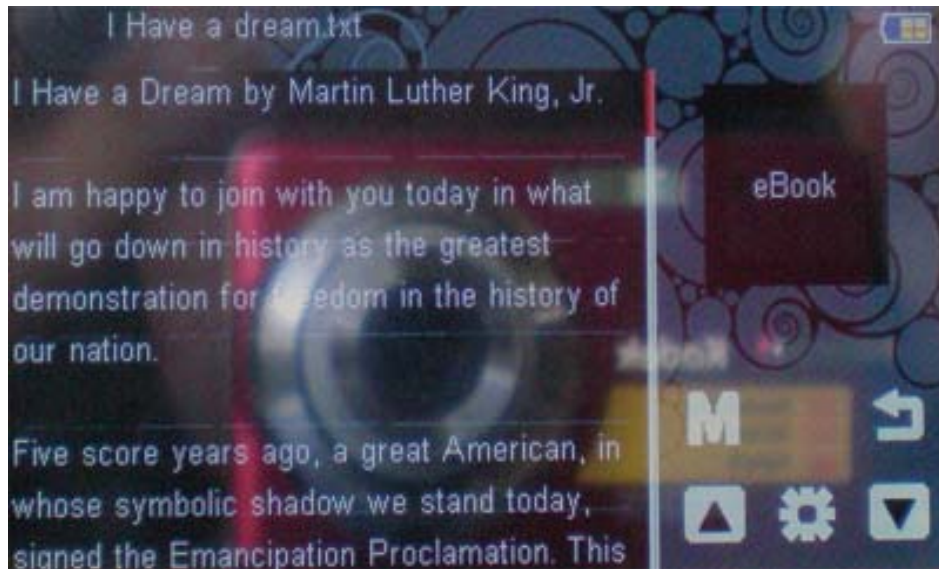 I Have a dream.txt
I Have a Dream by Martin Luther King, Jr.
eBook
I am happy to join with you today in what
will go down in history as the greatest
demonstration for freedom in the history of
our nation.
Kodak
M
Five score years ago, a great American, in
whose symbolic shadow we stand today,
signed the Emancipation Proclamation. This